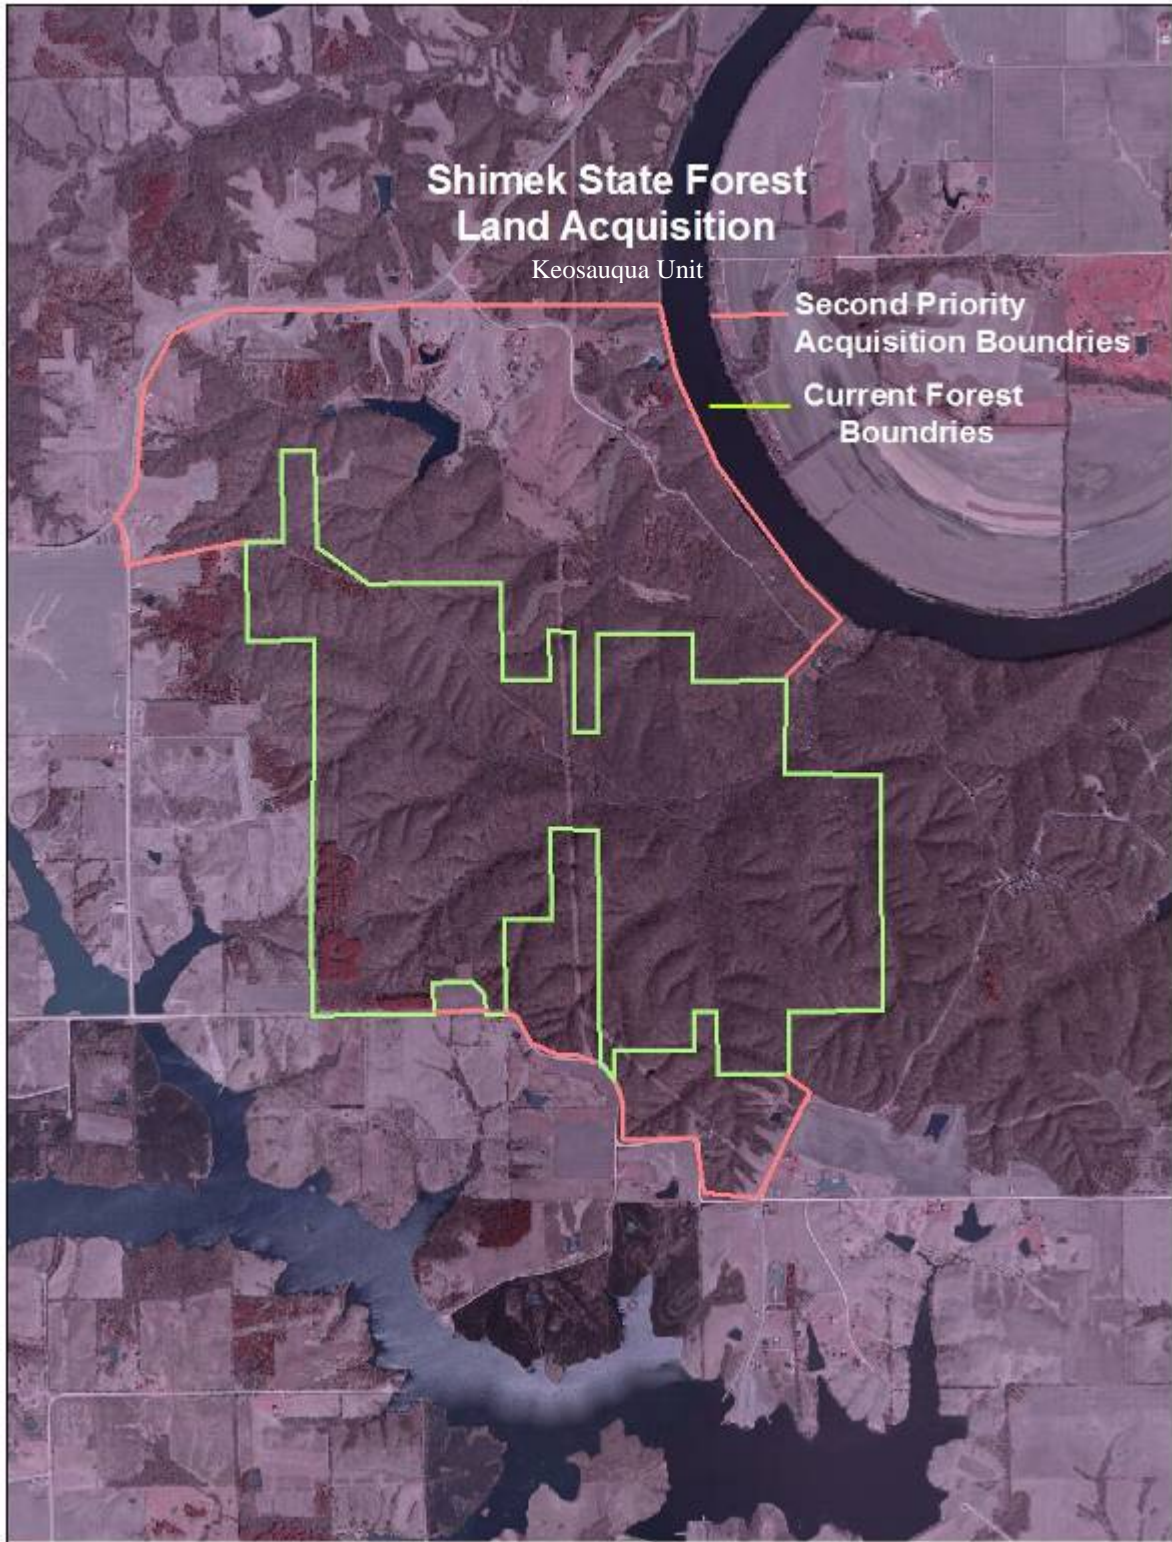 Shimek State Forest
Land Acquisition
Keosauqua Unit
Second Priority
Acquisition Boundries
Current Forest
Boundries